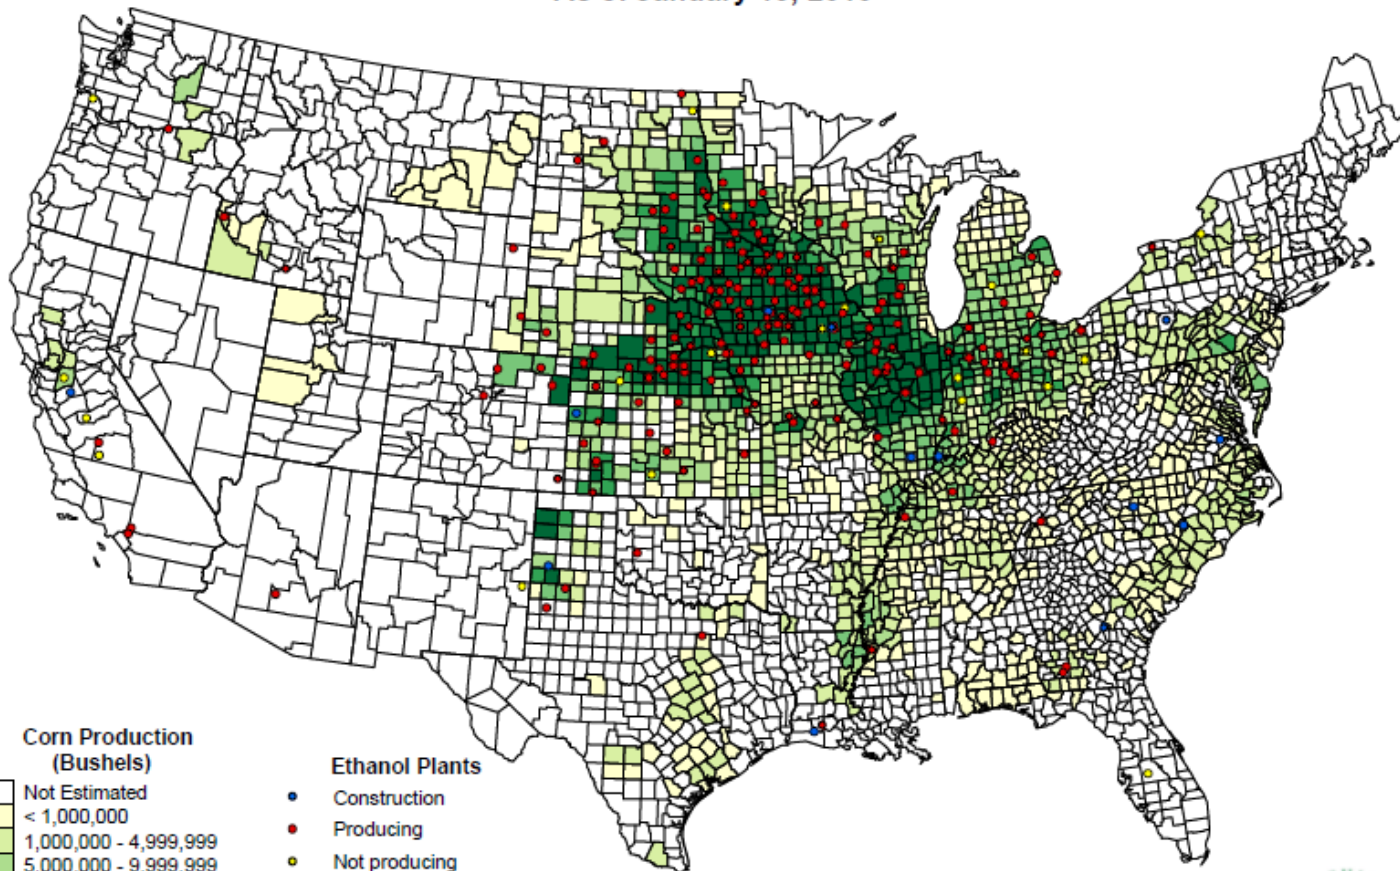 Corn Production
(Bushels)
Not Estimated
< 1,000,000
1,000,000 - 4,999,999
5,000,000 - 9,999,999
Ethanol Plants
Construction
Producing
Not producing